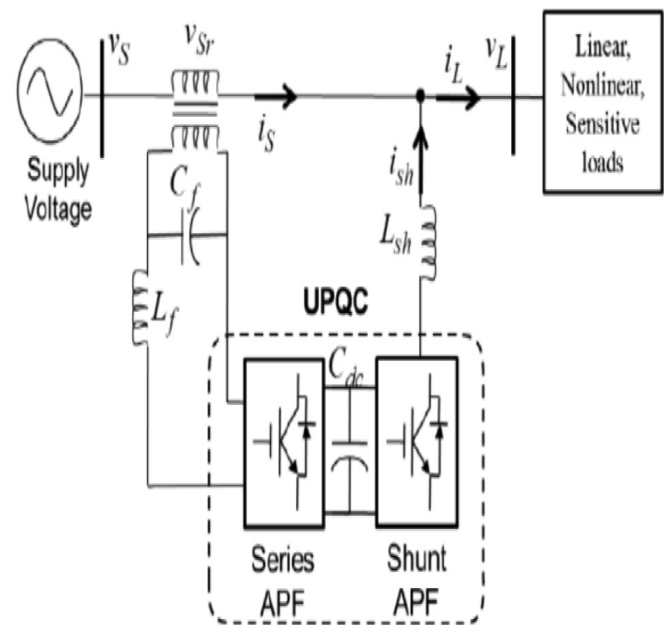 v_S
v_Sr
i_S
i_L
v_L
Linear,
Nonlinear,
Sensitive
loads
Supply
Voltage
C_f
i_sh
L_sh
L_f
UPQC
C_dc
Series
APF
Shunt
APF